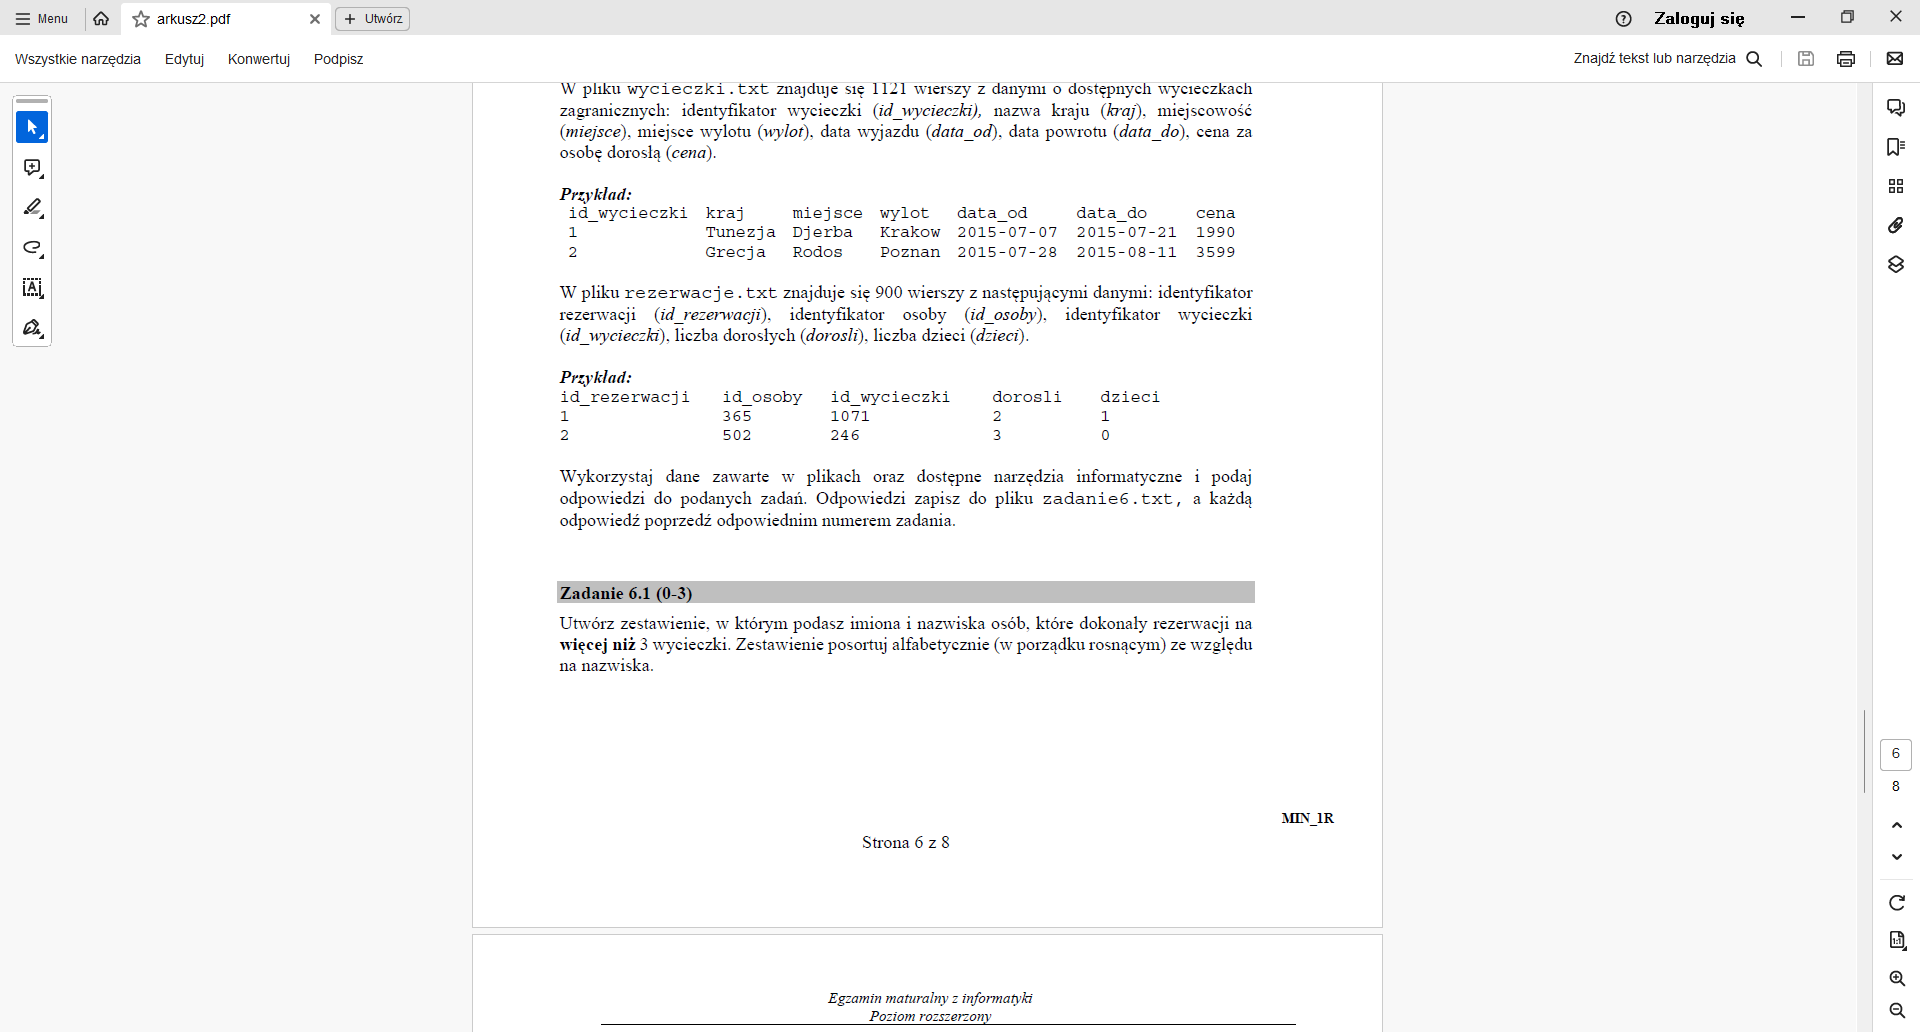 Menu
arkusz2.pdf
Utwórz
Zaloguj się
Wszystkie narzędzia Edytuj Konwertuj Podpisz
Znajdź tekst lub narzędzia
W pliku wycieczki.txt znajduje się 1121 wierszy z danymi o dostępnych wycieczkach
zagranicznych: identyfikator wycieczki (id_wycieczki), nazwa kraju (kraj), miejscowość
(miejsce), miejsce wylotu (wylot), data wyjazdu (data_od), data powrotu (data_do), cena za
osobę dorosłą (cena).
Przykład:
id_wycieczki kraj miejsce wylot data_od data_do cena
1 Tunezja Djerba Krakow 2015-07-07 2015-07-21 1990
2 Grecja Rodos Poznan 2015-07-28 2015-08-11 3599
W pliku rezerwacje.txt znajduje się 900 wierszy z następującymi danymi: identyfikator
rezerwacji (id_rezerwacji), identyfikator osoby (id_osoby), identyfikator wycieczki
(id_wycieczki), liczba dorosłych (dorosli), liczba dzieci (dzieci).
Przykład:
id_rezerwacji id_osoby id_wycieczki dorosli dzieci
1 365 1071 2 1
2 502 246 3 0
Wykorzystaj dane zawarte w plikach oraz dostępne narzędzia informatyczne i podaj
odpowiedzi do podanych zadań. Odpowiedzi zapisz do pliku zadanie6.txt, a każdą
odpowiedź poprzedź odpowiednim numerem zadania.
Zadanie 6.1 (0-3)
Utwórz zestawienie, w którym podasz imiona i nazwiska osób, które dokonały rezerwacji na
więcej niż 3 wycieczki. Zestawienie posortuj alfabetycznie (w porządku rosnącym) ze względu
na nazwiska.
MIN_1R
Strona 6 z 8
6
8
1:1
Egzamin maturalny z informatyki
Poziom rozszerzony